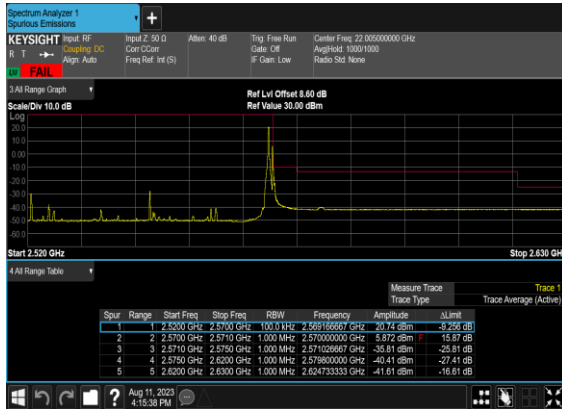 Spectrum Analyzer 1
Spurious Emissions
+
KEYSIGHT Input: RF Input Z: 50 Ω Atten: 40 dB Trig: Free Run Center Freq: 22.005000000 GHz
R T Coupling: DC Corr CCorr Gate: Off Avg|Hold: 1000/1000
Align: Auto Freq Ref: Int (S) IF Gain: Low Radio Std: None
LV FAIL
3 All Range Graph
Ref Lvl Offset 8.60 dB
Scale/Div 10.0 dB Ref Value 30.00 dBm
Log
20.0
10.0
0.00
-10.0
-20.0
-30.0
-40.0
-50.0
-60.0
Start 2.520 GHz Stop 2.630 GHz
4 All Range Table
Measure Trace Trace 1
Trace Type Trace Average (Active)
Spur Range Start Freq Stop Freq RBW Frequency Amplitude ΔLimit
1 1 2.5200 GHz 2.5700 GHz 100.0 kHz 2.569166667 GHz 20.74 dBm -9.256 dB
2 2 2.5700 GHz 2.5710 GHz 1.000 MHz 2.570000000 GHz 5.872 dBm F 15.87 dB
3 3 2.5710 GHz 2.5750 GHz 1.000 MHz 2.571026667 GHz -35.81 dBm -25.81 dB
4 4 2.5750 GHz 2.6200 GHz 1.000 MHz 2.579800000 GHz -40.41 dBm -27.41 dB
5 5 2.6200 GHz 2.6300 GHz 1.000 MHz 2.624733333 GHz -41.61 dBm -16.61 dB
? Aug 11, 2023
4:15:38 PM